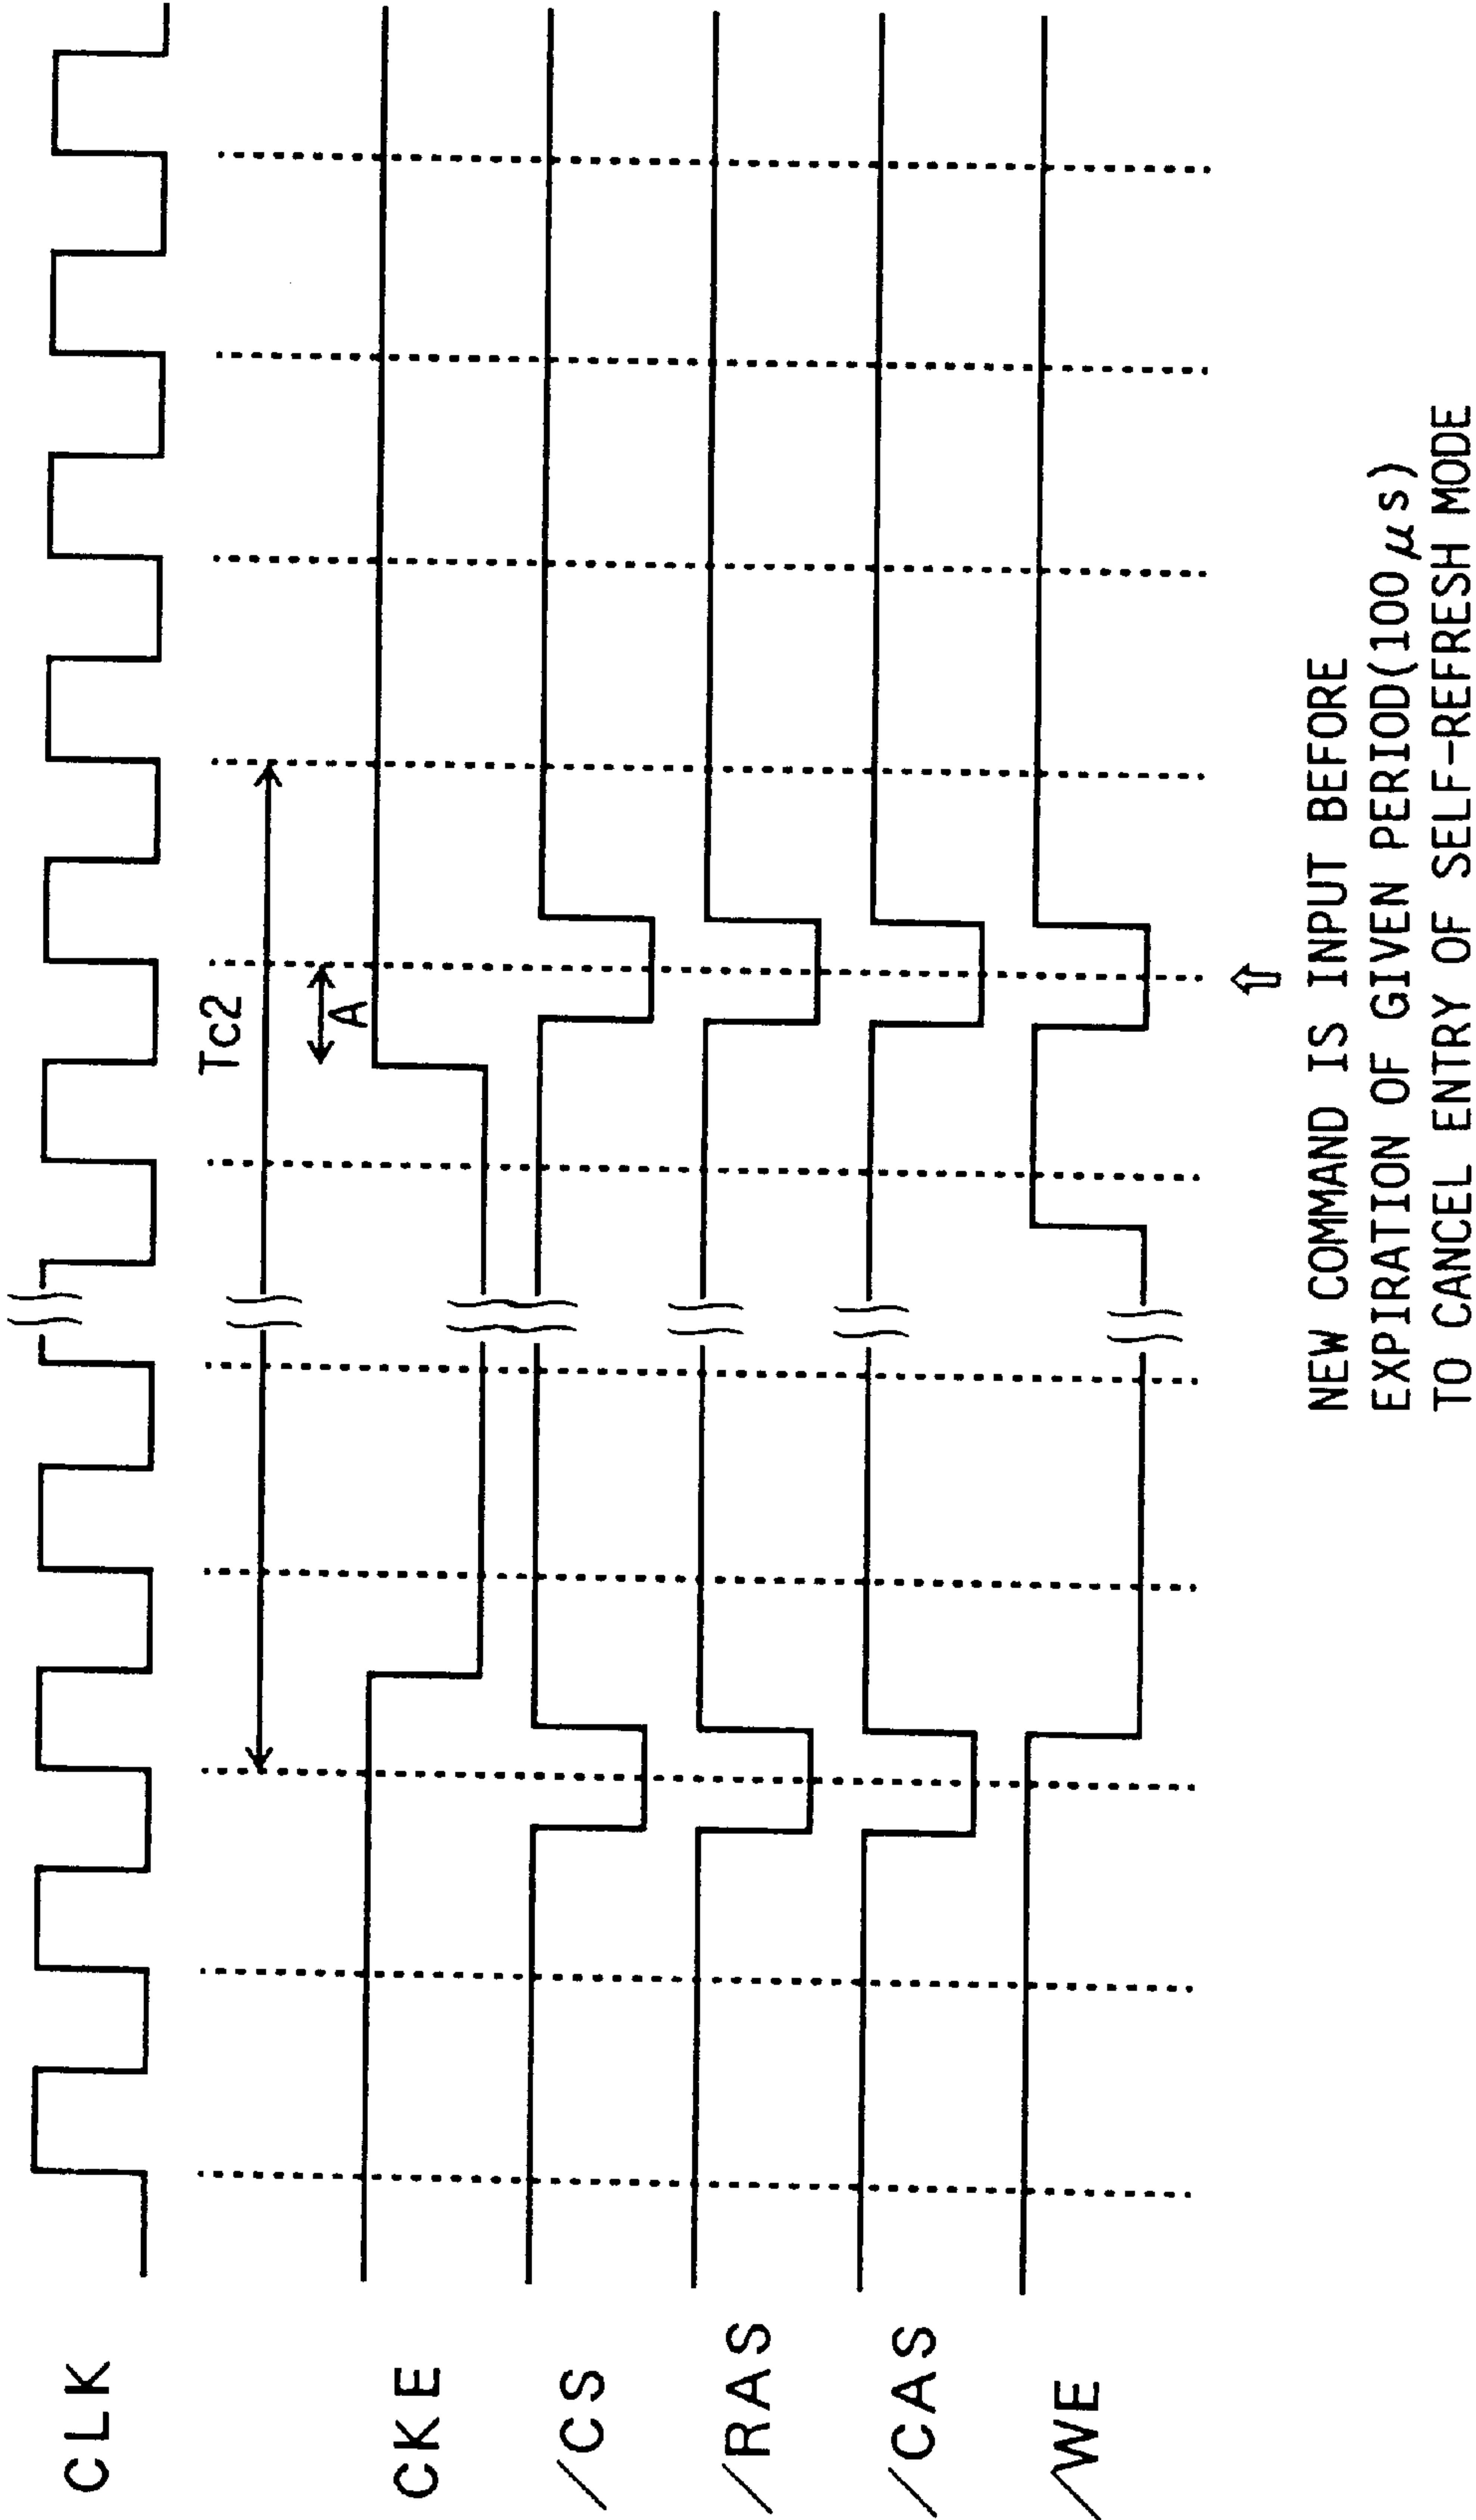 CLK
Tc2
A
CKE
/CS
/RAS
/CAS
/WE
NEW COMMAND IS INPUT BEFORE
EXPIRATION OF GIVEN PERIOD(100μs)
TO CANCEL ENTRY OF SELF-REFRESH MODE